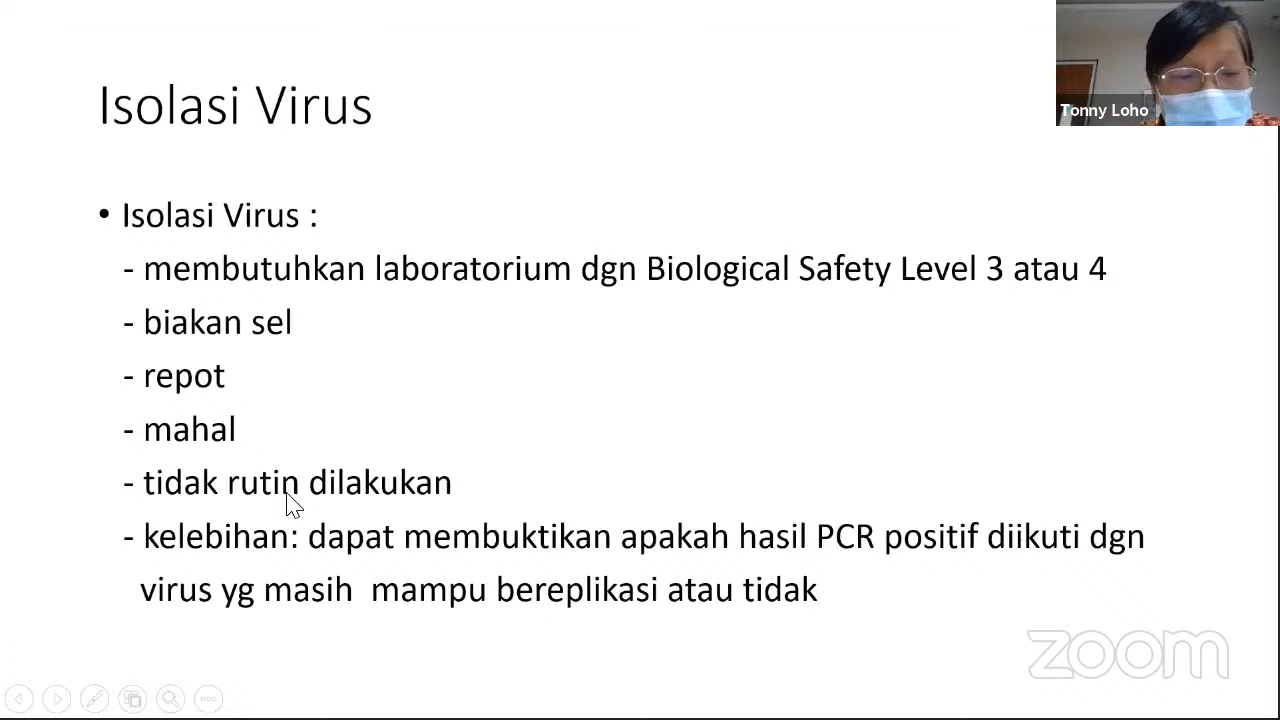 Isolasi Virus
Tonny Loho
• Isolasi Virus :
- membutuhkan laboratorium dgn Biological Safety Level 3 atau 4
- biakan sel
- repot
- mahal
- tidak rutin dilakukan
- kelebihan: dapat membuktikan apakah hasil PCR positif diikuti dgn
virus yg masih  mampu bereplikasi atau tidak
zoom